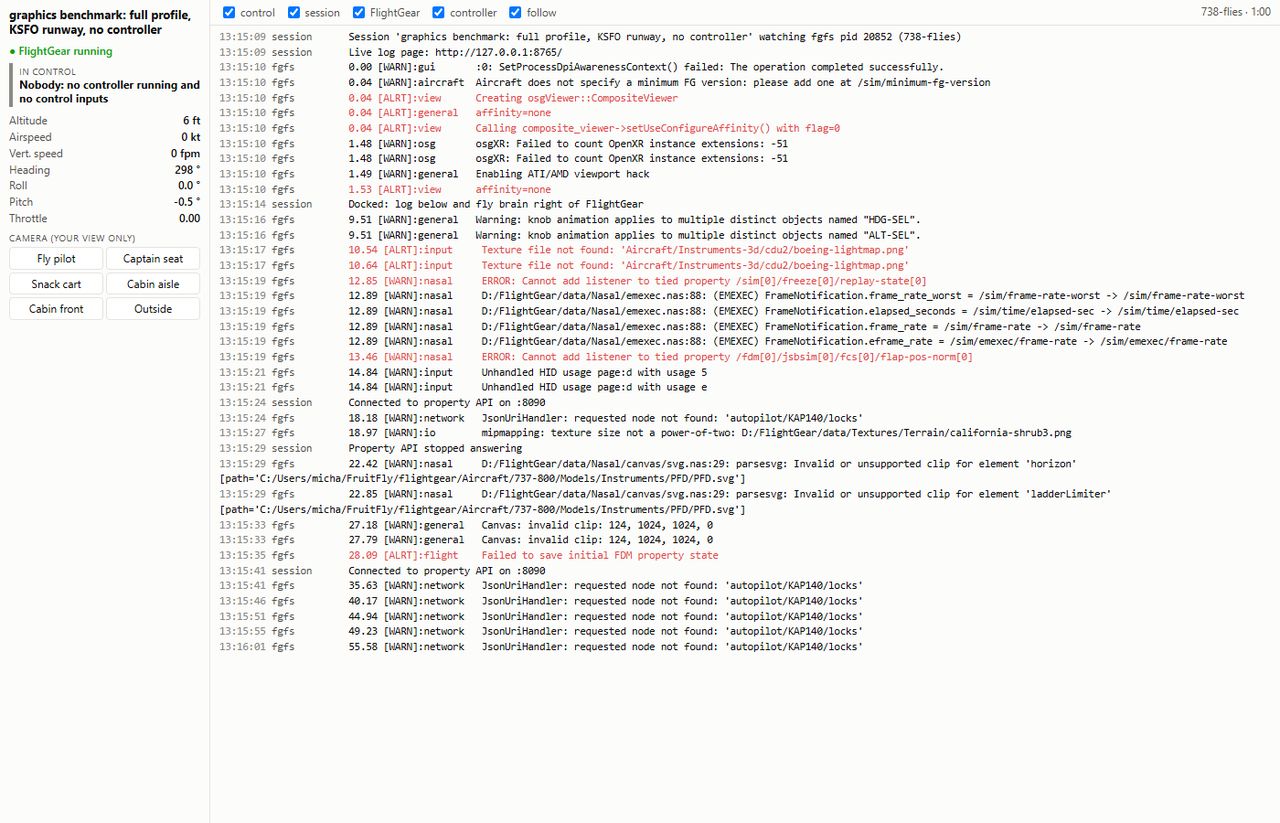 graphics benchmark: full profile,
KSFO runway, no controller
● FlightGear running
IN CONTROL
Nobody: no controller running and
no control inputs
Altitude 6 ft
Airspeed 0 kt
Vert. speed 0 fpm
Heading 298 °
Roll 0.0 °
Pitch -0.5 °
Throttle 0.00
CAMERA (YOUR VIEW ONLY)
Fly pilot Captain seat
Snack cart Cabin aisle
Cabin front Outside
control session FlightGear controller follow 738-flies · 1:00
13:15:09 session Session 'graphics benchmark: full profile, KSFO runway, no controller' watching fgfs pid 20852 (738-flies)
13:15:09 session Live log page: http://127.0.0.1:8765/
13:15:10 fgfs 0.00 [WARN]:gui :0: SetProcessDpiAwarenessContext() failed: The operation completed successfully.
13:15:10 fgfs 0.04 [WARN]:aircraft Aircraft does not specify a minimum FG version: please add one at /sim/minimum-fg-version
13:15:10 fgfs 0.04 [ALRT]:view Creating osgViewer::CompositeViewer
13:15:10 fgfs 0.04 [ALRT]:general affinity=none
13:15:10 fgfs 0.04 [ALRT]:view Calling composite_viewer->setUseConfigureAffinity() with flag=0
13:15:10 fgfs 1.48 [WARN]:osg osgXR: Failed to count OpenXR instance extensions: -51
13:15:10 fgfs 1.48 [WARN]:osg osgXR: Failed to count OpenXR instance extensions: -51
13:15:10 fgfs 1.49 [WARN]:general Enabling ATI/AMD viewport hack
13:15:10 fgfs 1.53 [ALRT]:view affinity=none
13:15:14 session Docked: log below and fly brain right of FlightGear
13:15:16 fgfs 9.51 [WARN]:general Warning: knob animation applies to multiple distinct objects named "HDG-SEL".
13:15:16 fgfs 9.51 [WARN]:general Warning: knob animation applies to multiple distinct objects named "ALT-SEL".
13:15:17 fgfs 10.54 [ALRT]:input Texture file not found: 'Aircraft/Instruments-3d/cdu2/boeing-lightmap.png'
13:15:17 fgfs 10.64 [ALRT]:input Texture file not found: 'Aircraft/Instruments-3d/cdu2/boeing-lightmap.png'
13:15:19 fgfs 12.85 [WARN]:nasal ERROR: Cannot add listener to tied property /sim[0]/freeze[0]/replay-state[0]
13:15:19 fgfs 12.89 [WARN]:nasal D:/FlightGear/data/Nasal/emexec.nas:88: (EMEXEC) FrameNotification.frame_rate_worst = /sim/frame-rate-worst -> /sim/frame-rate-worst
13:15:19 fgfs 12.89 [WARN]:nasal D:/FlightGear/data/Nasal/emexec.nas:88: (EMEXEC) FrameNotification.elapsed_seconds = /sim/time/elapsed-sec -> /sim/time/elapsed-sec
13:15:19 fgfs 12.89 [WARN]:nasal D:/FlightGear/data/Nasal/emexec.nas:88: (EMEXEC) FrameNotification.frame_rate = /sim/frame-rate -> /sim/frame-rate
13:15:19 fgfs 12.89 [WARN]:nasal D:/FlightGear/data/Nasal/emexec.nas:88: (EMEXEC) FrameNotification.eframe_rate = /sim/emexec/frame-rate -> /sim/emexec/frame-rate
13:15:19 fgfs 13.46 [WARN]:nasal ERROR: Cannot add listener to tied property /fdm[0]/jsbsim[0]/fcs[0]/flap-pos-norm[0]
13:15:21 fgfs 14.84 [WARN]:input Unhandled HID usage page:d with usage 5
13:15:21 fgfs 14.84 [WARN]:input Unhandled HID usage page:d with usage e
13:15:24 session Connected to property API on :8090
13:15:24 fgfs 18.18 [WARN]:network JsonUriHandler: requested node not found: 'autopilot/KAP140/locks'
13:15:27 fgfs 18.97 [WARN]:io mipmapping: texture size not a power-of-two: D:/FlightGear/data/Textures/Terrain/california-shrub3.png
13:15:29 session Property API stopped answering
13:15:29 fgfs 22.42 [WARN]:nasal D:/FlightGear/data/Nasal/canvas/svg.nas:29: parsesvg: Invalid or unsupported clip for element 'horizon'
[path='C:/Users/micha/FruitFly/flightgear/Aircraft/737-800/Models/Instruments/PFD/PFD.svg']
13:15:29 fgfs 22.85 [WARN]:nasal D:/FlightGear/data/Nasal/canvas/svg.nas:29: parsesvg: Invalid or unsupported clip for element 'ladderLimiter'
[path='C:/Users/micha/FruitFly/flightgear/Aircraft/737-800/Models/Instruments/PFD/PFD.svg']
13:15:33 fgfs 27.18 [WARN]:general Canvas: invalid clip: 124, 1024, 1024, 0
13:15:33 fgfs 27.79 [WARN]:general Canvas: invalid clip: 124, 1024, 1024, 0
13:15:35 fgfs 28.09 [ALRT]:flight Failed to save initial FDM property state
13:15:41 session Connected to property API on :8090
13:15:41 fgfs 35.63 [WARN]:network JsonUriHandler: requested node not found: 'autopilot/KAP140/locks'
13:15:46 fgfs 40.17 [WARN]:network JsonUriHandler: requested node not found: 'autopilot/KAP140/locks'
13:15:51 fgfs 44.94 [WARN]:network JsonUriHandler: requested node not found: 'autopilot/KAP140/locks'
13:15:55 fgfs 49.23 [WARN]:network JsonUriHandler: requested node not found: 'autopilot/KAP140/locks'
13:16:01 fgfs 55.58 [WARN]:network JsonUriHandler: requested node not found: 'autopilot/KAP140/locks'